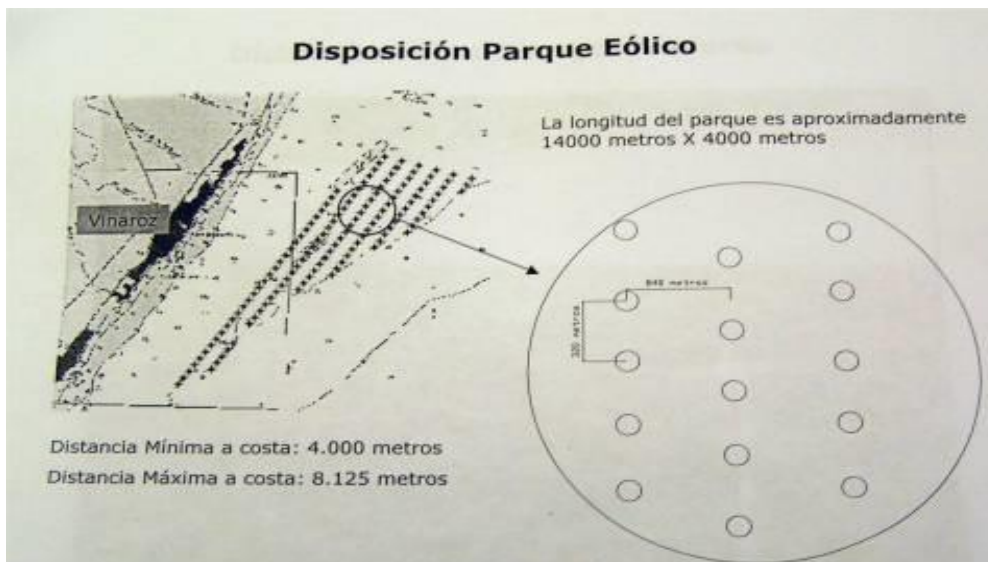 Disposición Parque Eólico
La longitud del parque es aproximadamente
14000 metros X 4000 metros
Vinaroz
840 metros
320 metros
Distancia Mínima a costa: 4.000 metros
Distancia Máxima a costa: 8.125 metros